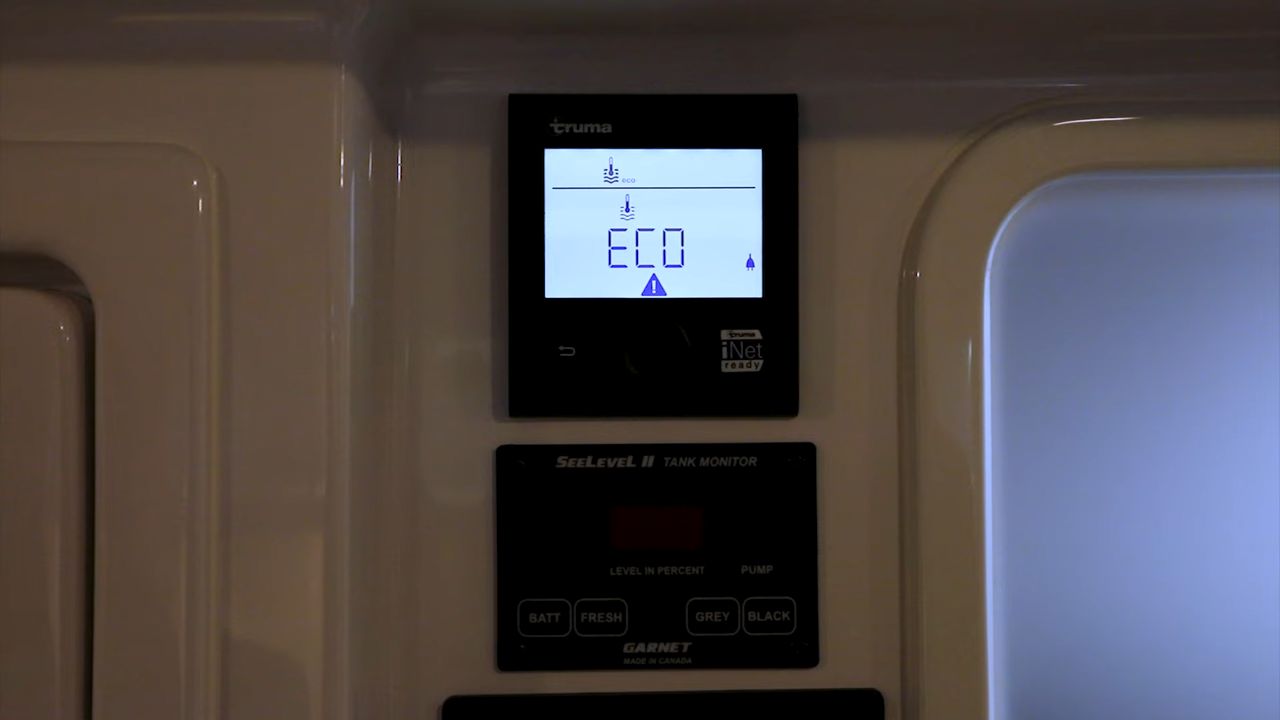 truma
eco
ECO
truma
iNet
ready
SEELEVEL II TANK MONITOR
LEVEL IN PERCENT PUMP
BATT FRESH GREY BLACK
GARNET
MADE IN CANADA